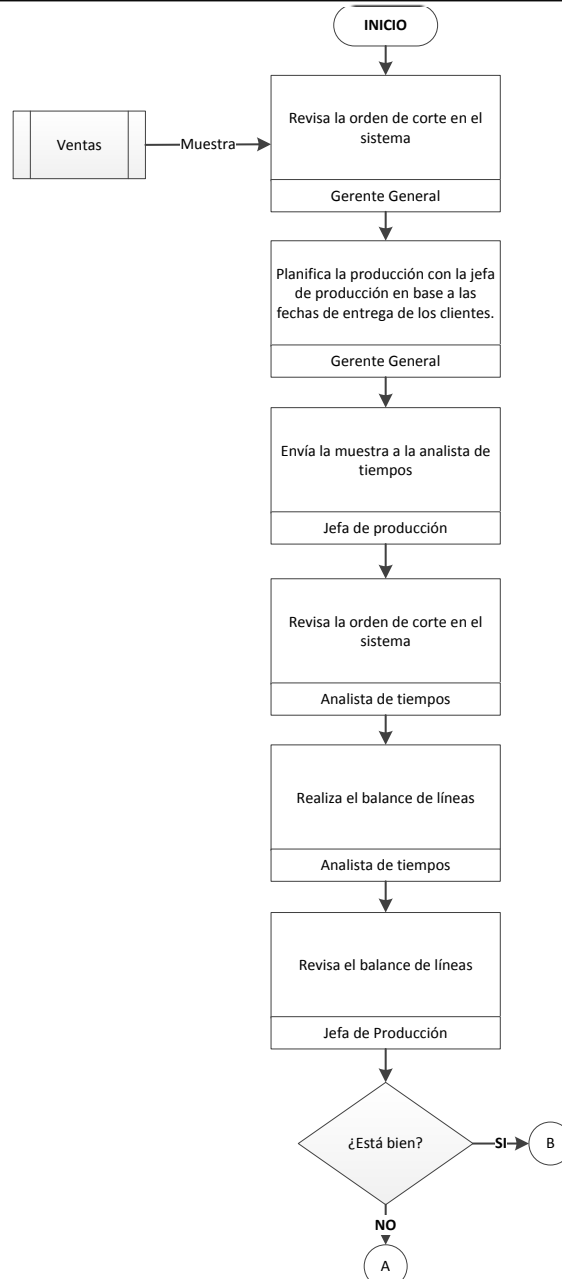 INICIO
Revisa la orden de corte en el
sistema
Ventas
Muestra
Gerente General
Planifica la producción con la jefa
de producción en base a las
fechas de entrega de los clientes.
Gerente General
Envía la muestra a la analista de
tiempos
Jefa de producción
Revisa la orden de corte en el
sistema
Analista de tiempos
Realiza el balance de líneas
Analista de tiempos
Revisa el balance de líneas
Jefa de Producción
¿Está bien?
SI
B
NO
A